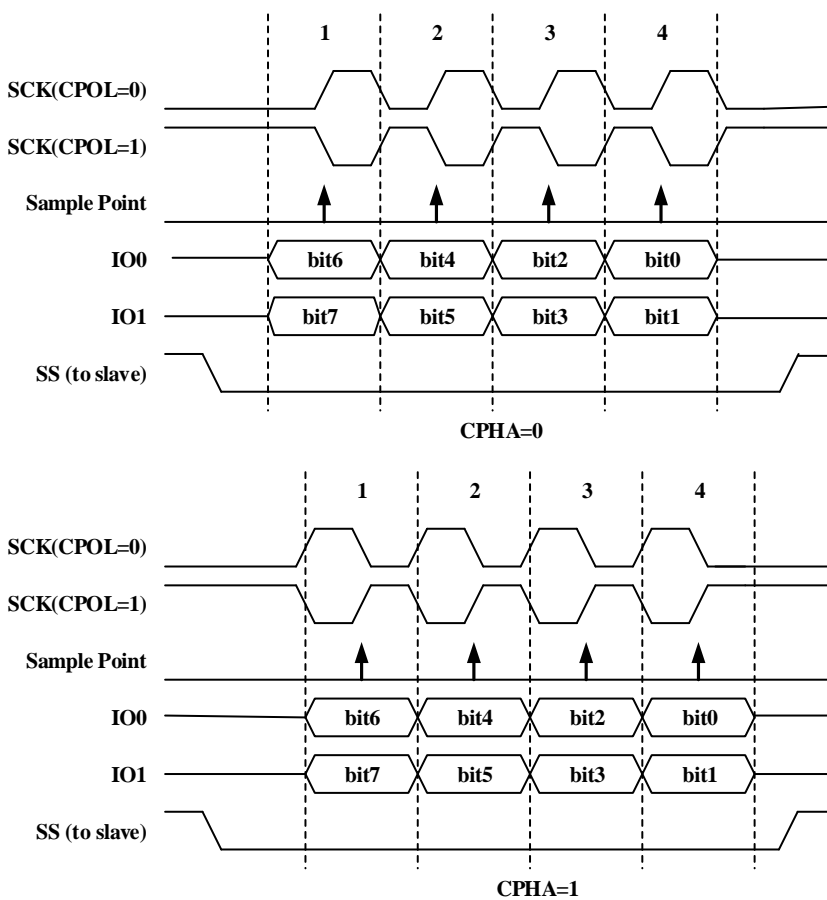 1 2 3 4
SCK(CPOL=0)
SCK(CPOL=1)
Sample Point
IO0 bit6 bit4 bit2 bit0
IO1 bit7 bit5 bit3 bit1
SS (to slave)
CPHA=0
1 2 3 4
SCK(CPOL=0)
SCK(CPOL=1)
Sample Point
IO0 bit6 bit4 bit2 bit0
IO1 bit7 bit5 bit3 bit1
SS (to slave)
CPHA=1